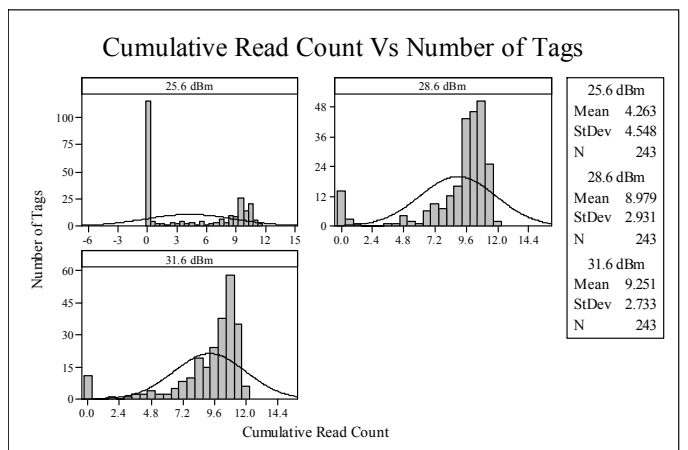 Cumulative Read Count Vs Number of Tags
25.6 dBm
100
75
50
25
0
-6 -3 0 3 6 9 12 15
28.6 dBm
48
36
24
12
0
0.0 2.4 4.8 7.2 9.6 12.0 14.4
31.6 dBm
60
45
30
15
0
0.0 2.4 4.8 7.2 9.6 12.0 14.4
Number of Tags
Cumulative Read Count
25.6 dBm
Mean 4.263
StDev 4.548
N 243
28.6 dBm
Mean 8.979
StDev 2.931
N 243
31.6 dBm
Mean 9.251
StDev 2.733
N 243